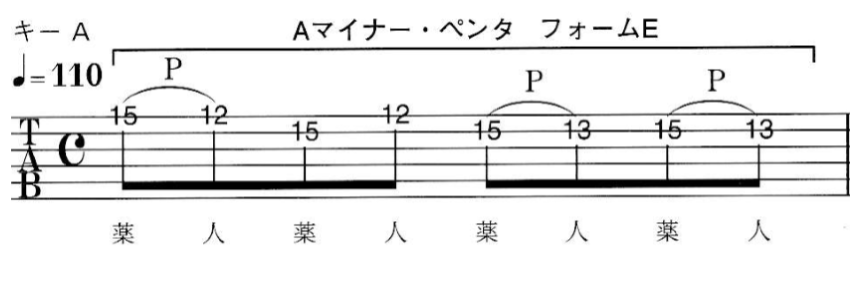 キー A
Aマイナー・ペンタ フォームE
♩=110
P P P
15 12 15 12 15 13 15 13
T
A
B
C
薬 人 薬 人 薬 人 薬 人